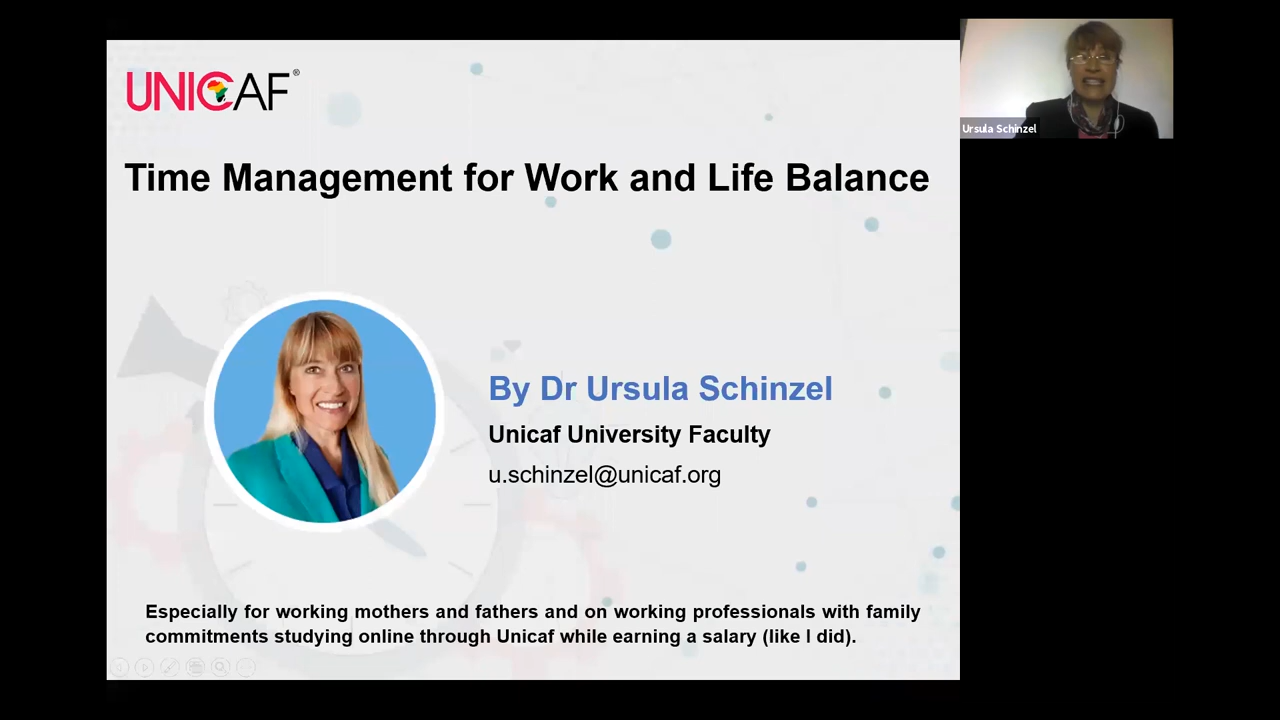 UNICAF®
Ursula Schinzel
Time Management for Work and Life Balance
By Dr Ursula Schinzel
Unicaf University Faculty
u.schinzel@unicaf.org
Especially for working mothers and fathers and on working professionals with family
commitments studying online through Unicaf while earning a salary (like I did).